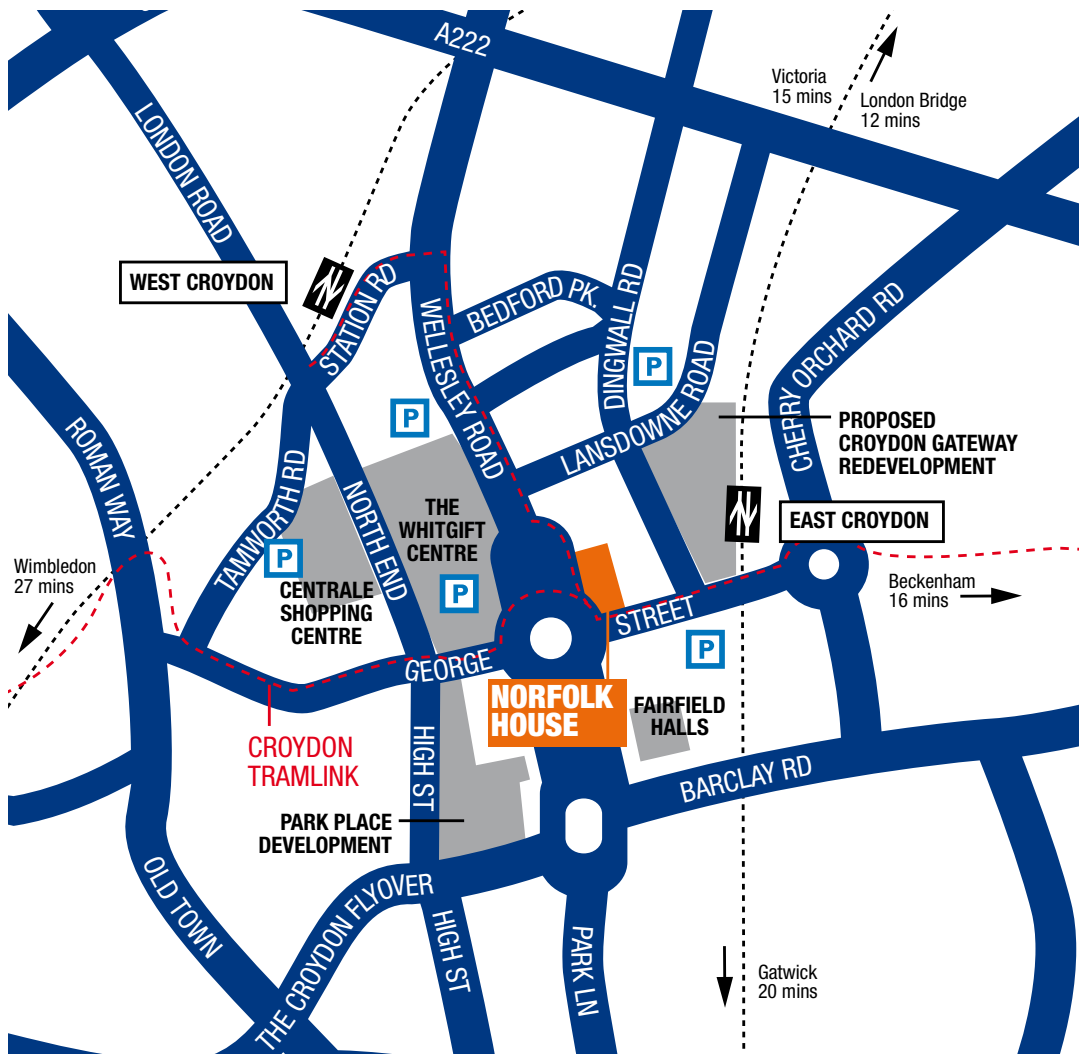 A222
Victoria
15 mins
London Bridge
12 mins
LONDON ROAD
WEST CROYDON
STATION RD
WELLESLEY ROAD
BEDFORD PK.
DINGWALL RD
LANSDOWNE ROAD
CHERRY ORCHARD RD
P
P
PROPOSED
CROYDON GATEWAY
REDEVELOPMENT
ROMAN WAY
TAMWORTH RD
NORTH END
THE
WHITGIFT
CENTRE
EAST CROYDON
Wimbledon
27 mins
P
CENTRALE
SHOPPING
CENTRE
P
Beckenham
16 mins
GEORGE
STREET
P
NORFOLK
HOUSE
FAIRFIELD
HALLS
CROYDON
TRAMLINK
HIGH ST
BARCLAY RD
PARK PLACE
DEVELOPMENT
OLD TOWN
THE CROYDON FLYOVER
HIGH ST
PARK LN
Gatwick
20 mins